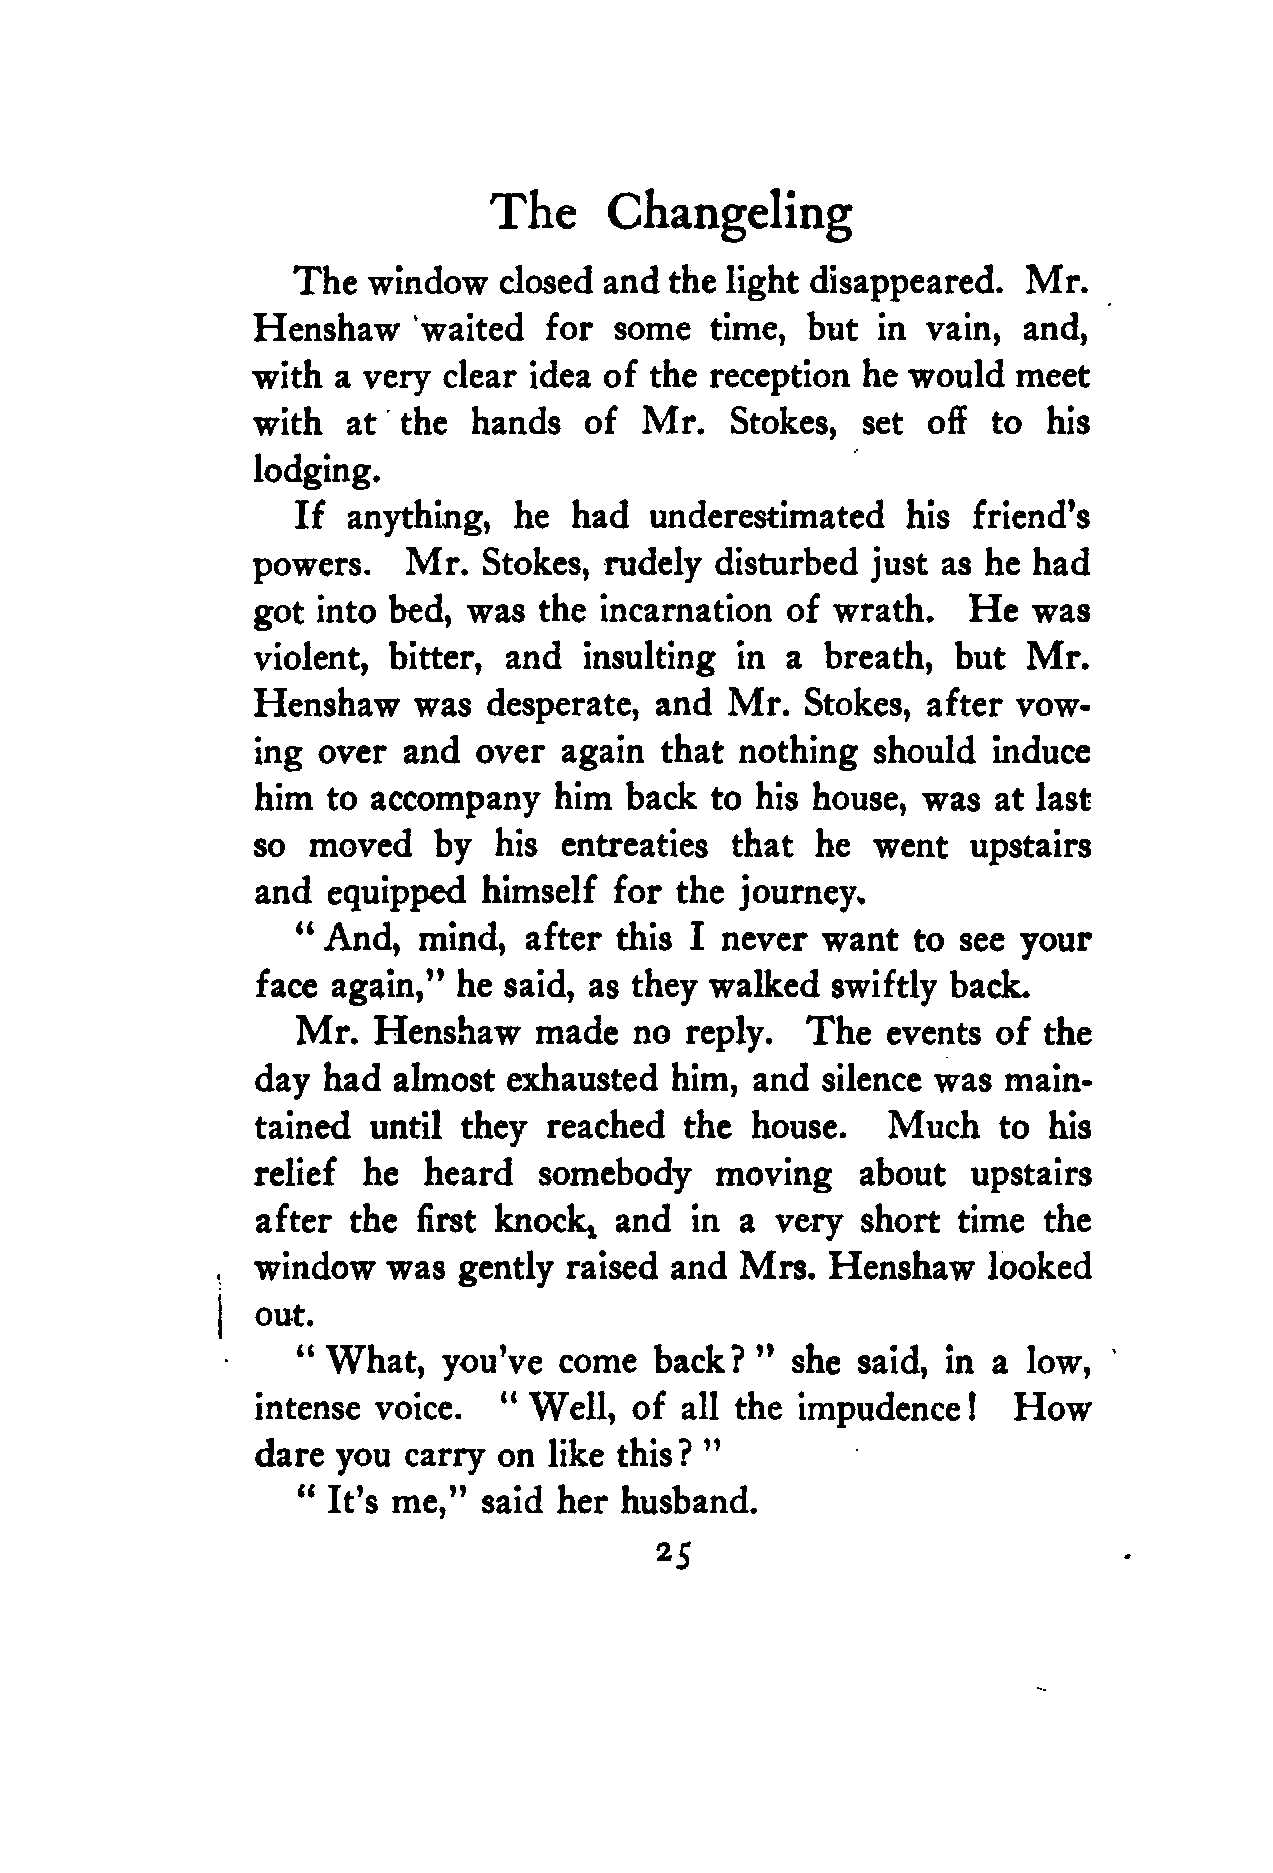 The Changeling
The window closed and the light disappeared. Mr.
Henshaw waited for some time, but in vain, and,
with a very clear idea of the reception he would meet
with at the hands of Mr. Stokes, set off to his
lodging.
If anything, he had underestimated his friend's
powers. Mr. Stokes, rudely disturbed just as he had
got into bed, was the incarnation of wrath. He was
violent, bitter, and insulting in a breath, but Mr.
Henshaw was desperate, and Mr. Stokes, after vow-
ing over and over again that nothing should induce
him to accompany him back to his house, was at last
so moved by his entreaties that he went upstairs
and equipped himself for the journey.
"And, mind, after this I never want to see your
face again," he said, as they walked swiftly back.
Mr. Henshaw made no reply. The events of the
day had almost exhausted him, and silence was main-
tained until they reached the house. Much to his
relief he heard somebody moving about upstairs
after the first knock, and in a very short time the
window was gently raised and Mrs. Henshaw looked
out.
"What, you've come back?" she said, in a low,
intense voice. "Well, of all the impudence! How
dare you carry on like this?"
"It's me," said her husband.
25